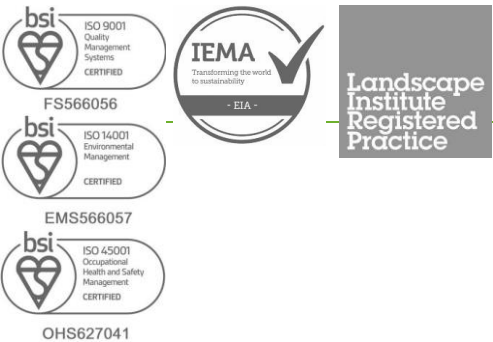 bsi
ISO 9001
Quality
Management
Systems
CERTIFIED
FS566056
bsi
ISO 14001
Environmental
Management
CERTIFIED
EMS566057
bsi
ISO 45001
Occupational
Health and Safety
Management
CERTIFIED
OHS627041
IEMA
Transforming the world
to sustainability
- EIA -
Landscape
Institute
Registered
Practice